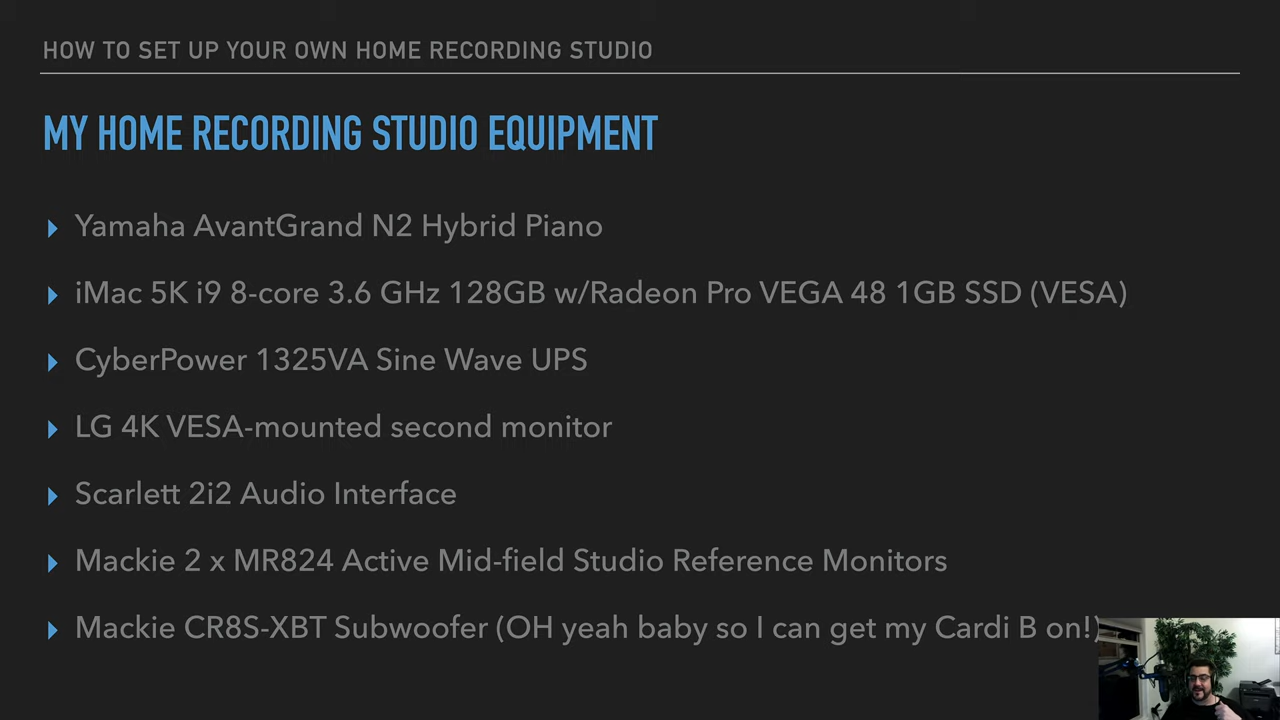 HOW TO SET UP YOUR OWN HOME RECORDING STUDIO
MY HOME RECORDING STUDIO EQUIPMENT
Yamaha AvantGrand N2 Hybrid Piano
iMac 5K i9 8-core 3.6 GHz 128GB w/Radeon Pro VEGA 48 1GB SSD (VESA)
CyberPower 1325VA Sine Wave UPS
LG 4K VESA-mounted second monitor
Scarlett 2i2 Audio Interface
Mackie 2 x MR824 Active Mid-field Studio Reference Monitors
Mackie CR8S-XBT Subwoofer (OH yeah baby so I can get my Cardi B on!)